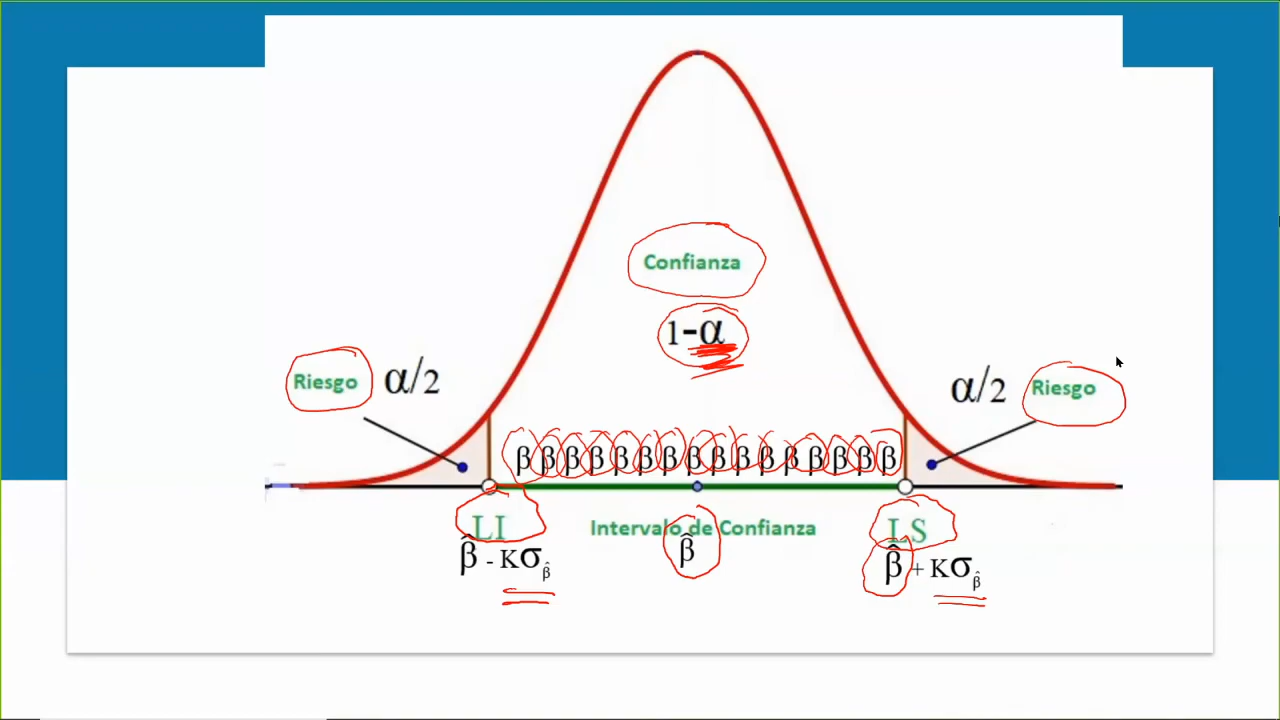 Confianza
1-α
Riesgo α/2
α/2 Riesgo
β β β β β β β β β β β β β β β β
LI Intervalo de Confianza LS
β̂ - Kσβ̂ β̂ β̂ + Kσβ̂